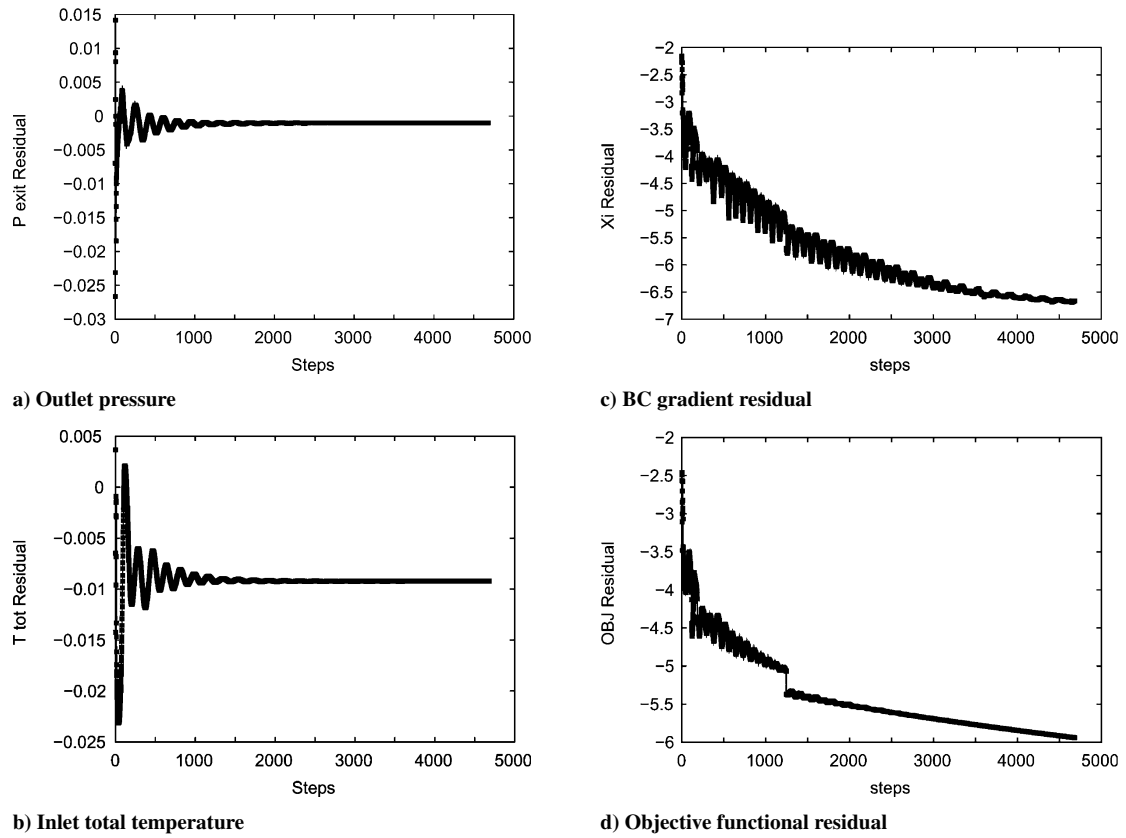 0.015
0.01
0.005
0
−0.005
−0.01
−0.015
−0.02
−0.025
−0.03
P exit Residual
0 1000 2000 3000 4000 5000
Steps
a) Outlet pressure
0.005
0
−0.005
−0.01
−0.015
−0.02
−0.025
T tot Residual
0 1000 2000 3000 4000 5000
Steps
b) Inlet total temperature
−2
−2.5
−3
−3.5
−4
−4.5
−5
−5.5
−6
−6.5
−7
Xi Residual
0 1000 2000 3000 4000 5000
steps
c) BC gradient residual
−2
−2.5
−3
−3.5
−4
−4.5
−5
−5.5
−6
OBJ Residual
0 1000 2000 3000 4000 5000
steps
d) Objective functional residual